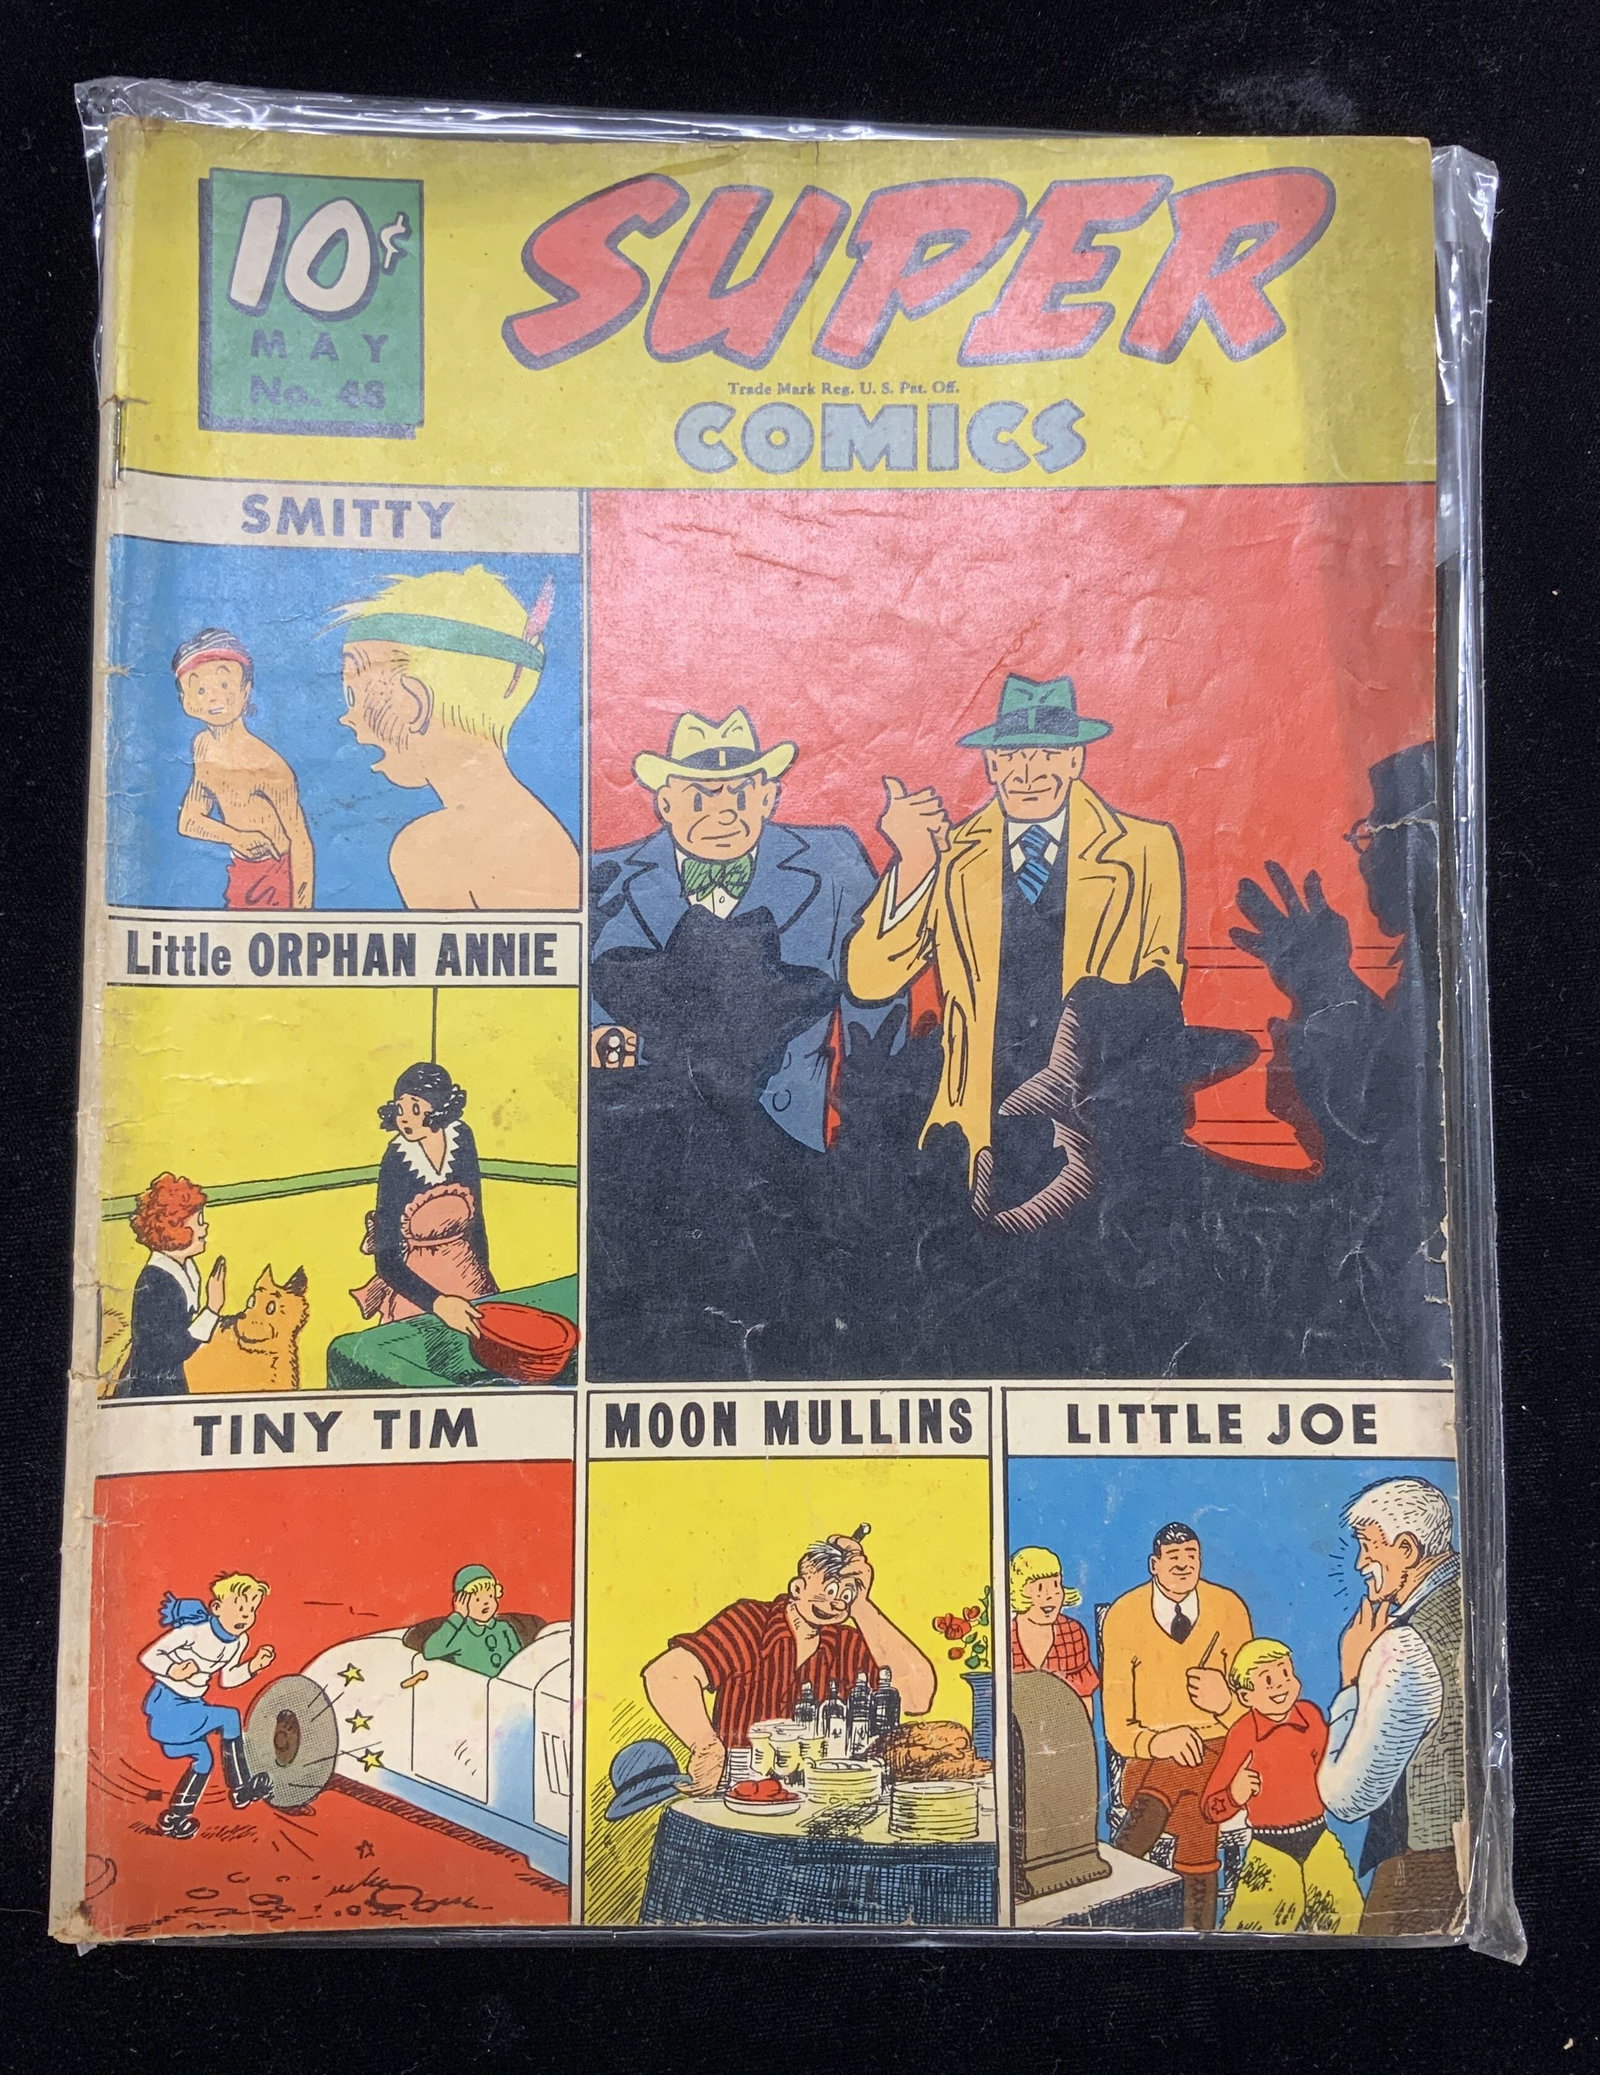 10¢
MAY
No. 48
SUPER
Trade Mark Reg. U. S. Pat. Off.
COMICS
SMITTY
Little ORPHAN ANNIE
TINY TIM
MOON MULLINS
LITTLE JOE